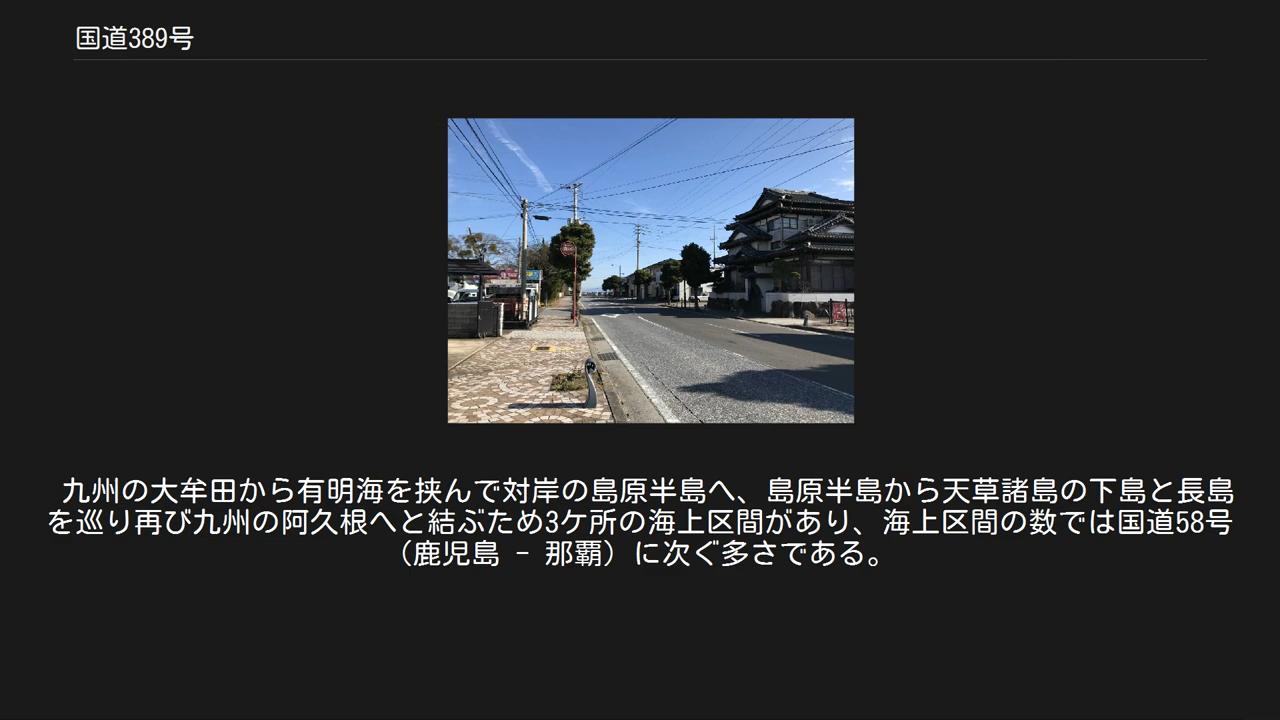 国道389号
九州の大牟田から有明海を挟んで対岸の島原半島へ、島原半島から天草諸島の下島と長島
を巡り再び九州の阿久根へと結ぶため3ケ所の海上区間があり、海上区間の数では国道58号
（鹿児島 - 那覇）に次ぐ多さである。